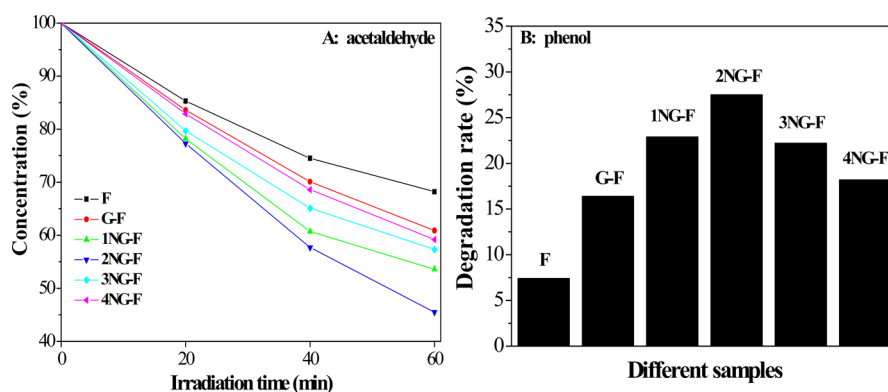 A: acetaldehyde
Concentration (%)
100
90
80
70
60
50
40
F
G-F
1NG-F
2NG-F
3NG-F
4NG-F
0
20
40
60
Irradiation time (min)
B: phenol
Degradation rate (%)
35
30
25
20
15
10
5
0
F
G-F
1NG-F
2NG-F
3NG-F
4NG-F
Different samples